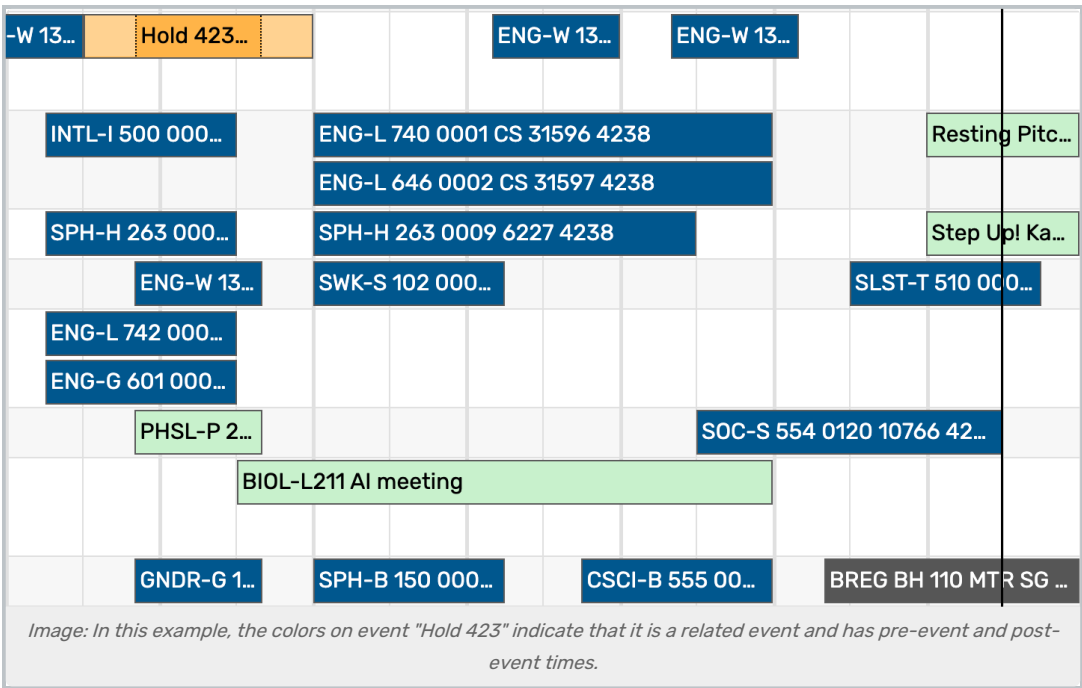 -W 13... Hold 423... ENG-W 13... ENG-W 13...
INTL-I 500 000... ENG-L 740 0001 CS 31596 4238 Resting Pitc...
ENG-L 646 0002 CS 31597 4238
SPH-H 263 000... SPH-H 263 0009 6227 4238 Step Up! Ka...
ENG-W 13... SWK-S 102 000... SLST-T 510 000...
ENG-L 742 000...
ENG-G 601 000...
PHSL-P 2... SOC-S 554 0120 10766 42...
BIOL-L211 AI meeting
GNDR-G 1... SPH-B 150 000... CSCI-B 555 00... BREG BH 110 MTR SG ...
Image: In this example, the colors on event "Hold 423" indicate that it is a related event and has pre-event and post-
event times.